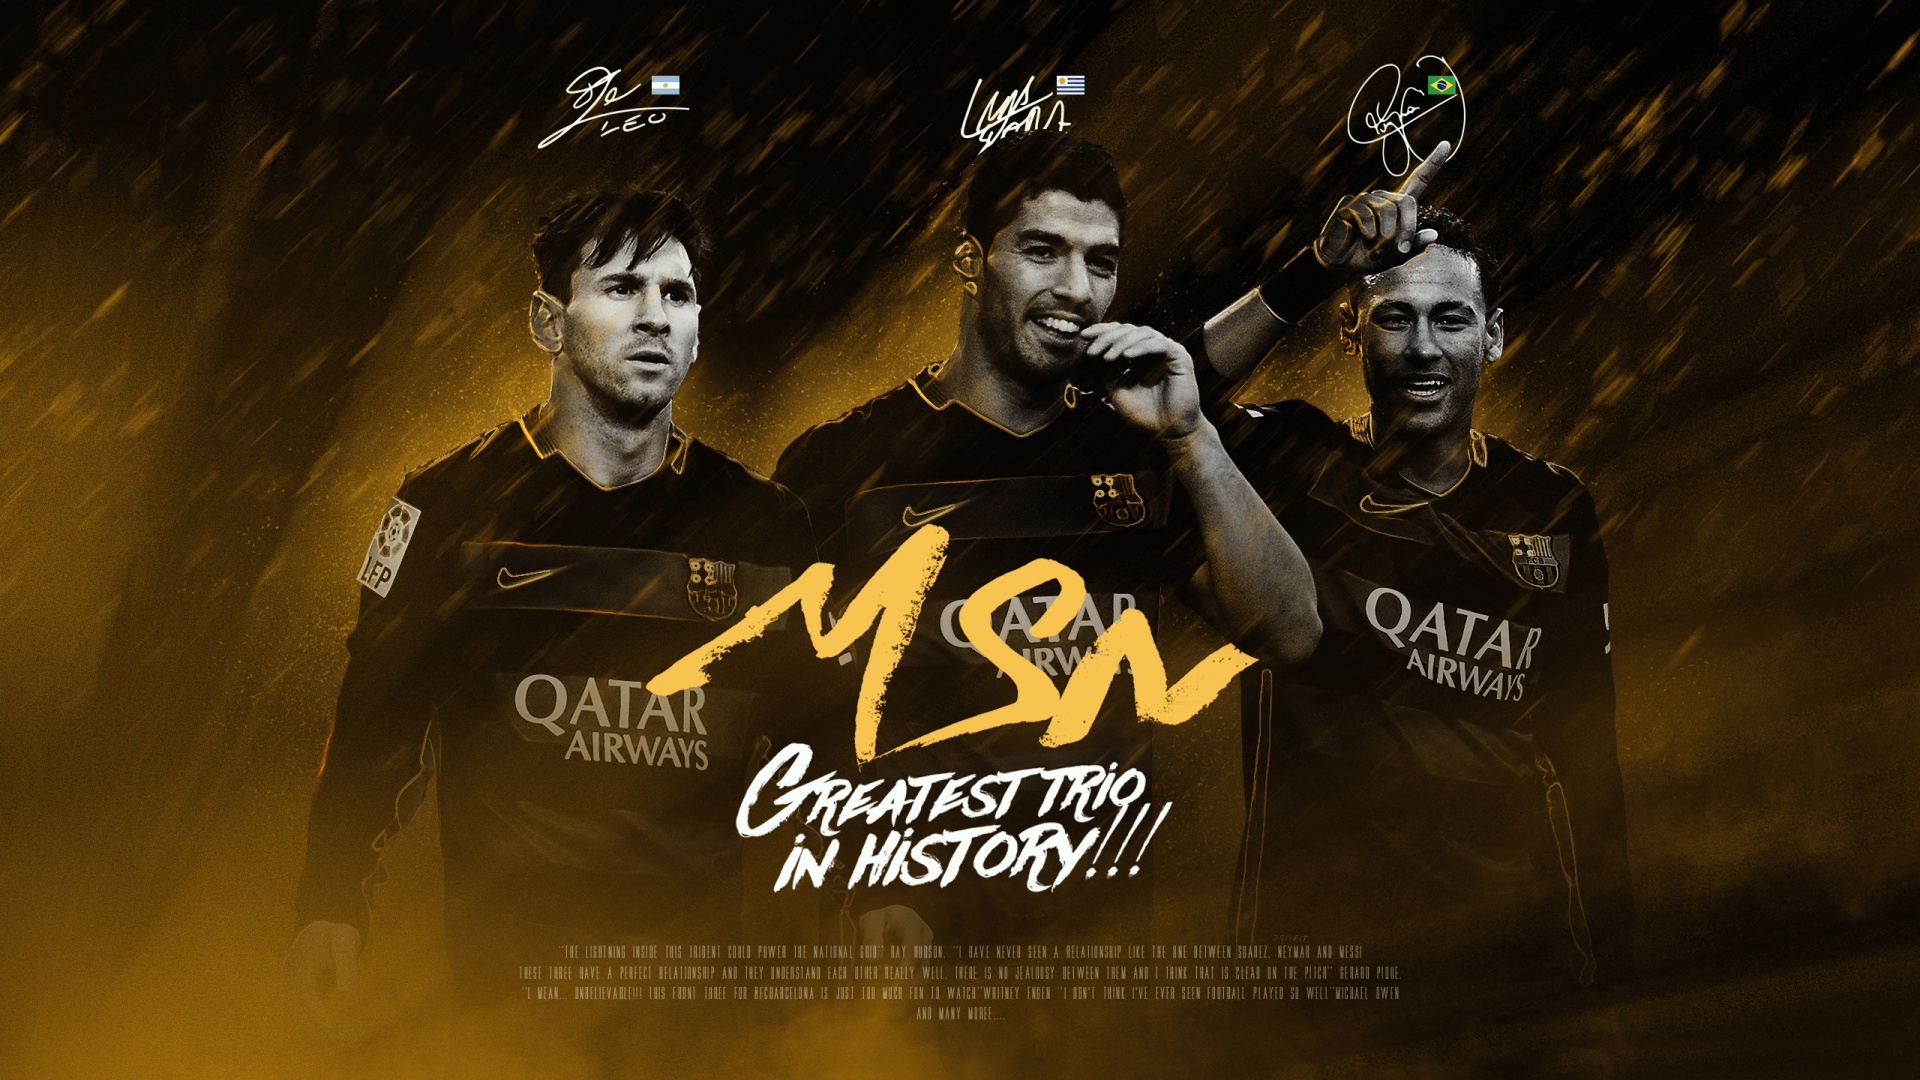 LEO
LUIS
LFP
QATAR
AIRWAYS
QATAR
AIRWAYS
QATAR
AIRWAYS
FCB
MSN
GREATEST TRIO
IN HISTORY!!!
"THE LIGHTNING INSIDE THIS TRIDENT COULD POWER THE NATIONAL GRID" RAY HUDSON. "I HAVE NEVER SEEN A RELATIONSHIP LIKE THE ONE BETWEEN SUAREZ, NEYMAR AND MESSI
THESE THREE HAVE A PERFECT RELATIONSHIP AND THEY UNDERSTAND EACH OTHER REALLY WELL. THERE IS NO JEALOUSY BETWEEN THEM AND I THINK THAT IS CLEAR ON THE PITCH" GERARD PIQUE.
"I MEAN... UNBELIEVABLE!!! THIS FRONT THREE FOR #FCBARCELONA IS JUST TOO MUCH FUN TO WATCH"WHITNEY ENGEN "I DON'T THINK I'VE EVER SEEN FOOTBALL PLAYED SO WELL"MICHAEL OWEN
AND MANY MOREE....